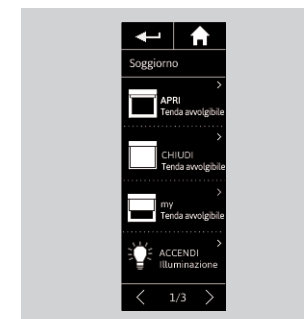 Soggiorno
APRI
Tenda avvolgibile
CHIUDI
Tenda avvolgibile
my
Tenda avvolgibile
ACCENDI
Illuminazione
1/3